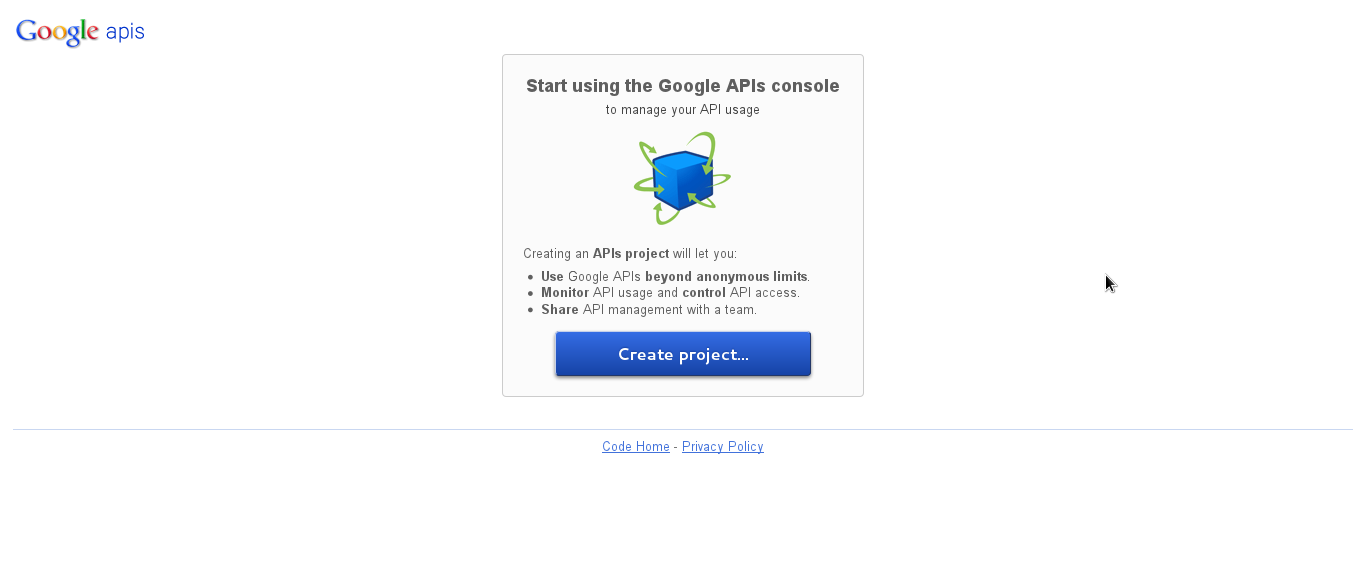 Google apis
Start using the Google APIs console
to manage your API usage
Creating an APIs project will let you:
• Use Google APIs beyond anonymous limits.
• Monitor API usage and control API access.
• Share API management with a team.
Create project...
Code Home - Privacy Policy